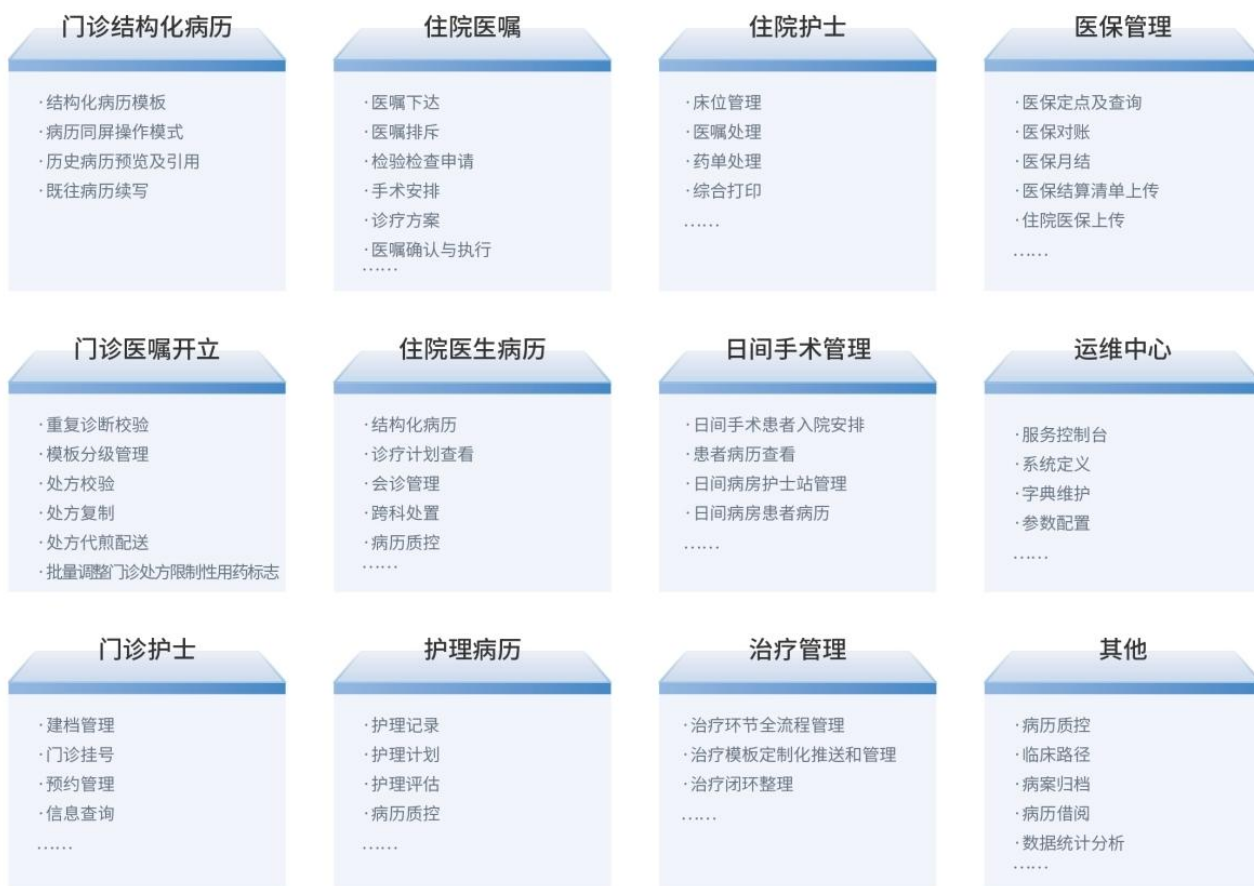 门诊结构化病历
·结构化病历模板
·病历同屏操作模式
·历史病历预览及引用
·既往病历续写
住院医嘱
·医嘱下达
·医嘱排斥
·检验检查申请
·手术安排
·诊疗方案
·医嘱确认与执行
……
住院护士
·床位管理
·医嘱处理
·药单处理
·综合打印
……
医保管理
·医保定点及查询
·医保对账
·医保月结
·医保结算清单上传
·住院医保上传
……
门诊医嘱开立
·重复诊断校验
·模板分级管理
·处方校验
·处方复制
·处方代煎配送
·批量调整门诊处方限制性用药标志
住院医生病历
·结构化病历
·诊疗计划查看
·会诊管理
·跨科处置
·病历质控
……
日间手术管理
·日间手术患者入院安排
·患者病历查看
·日间病房护士站管理
·日间病房患者病历
……
运维中心
·服务控制台
·系统定义
·字典维护
·参数配置
……
门诊护士
·建档管理
·门诊挂号
·预约管理
·信息查询
……
护理病历
·护理记录
·护理计划
·护理评估
·病历质控
……
治疗管理
·治疗环节全流程管理
·治疗模板定制化推送和管理
·治疗闭环整理
……
其他
·病历质控
·临床路径
·病案归档
·病历借阅
·数据统计分析
……